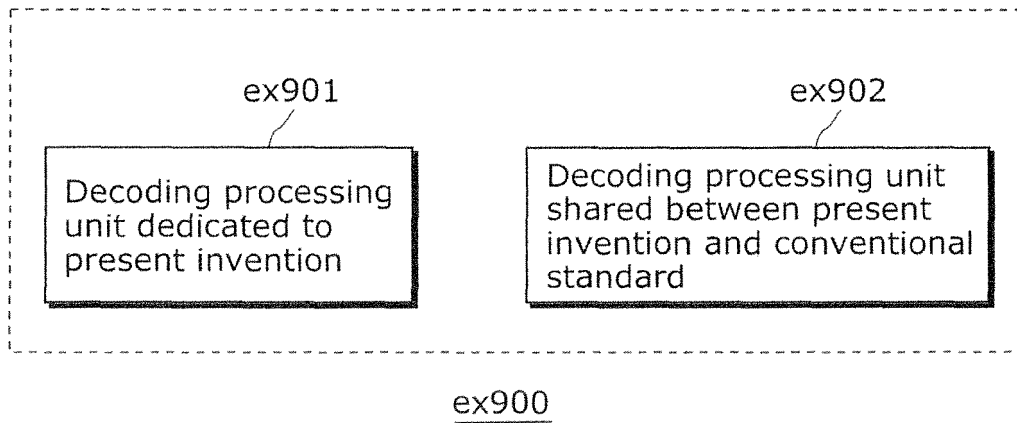 ex901
ex902
Decoding processing
unit dedicated to
present invention
Decoding processing unit
shared between present
invention and conventional
standard
ex900